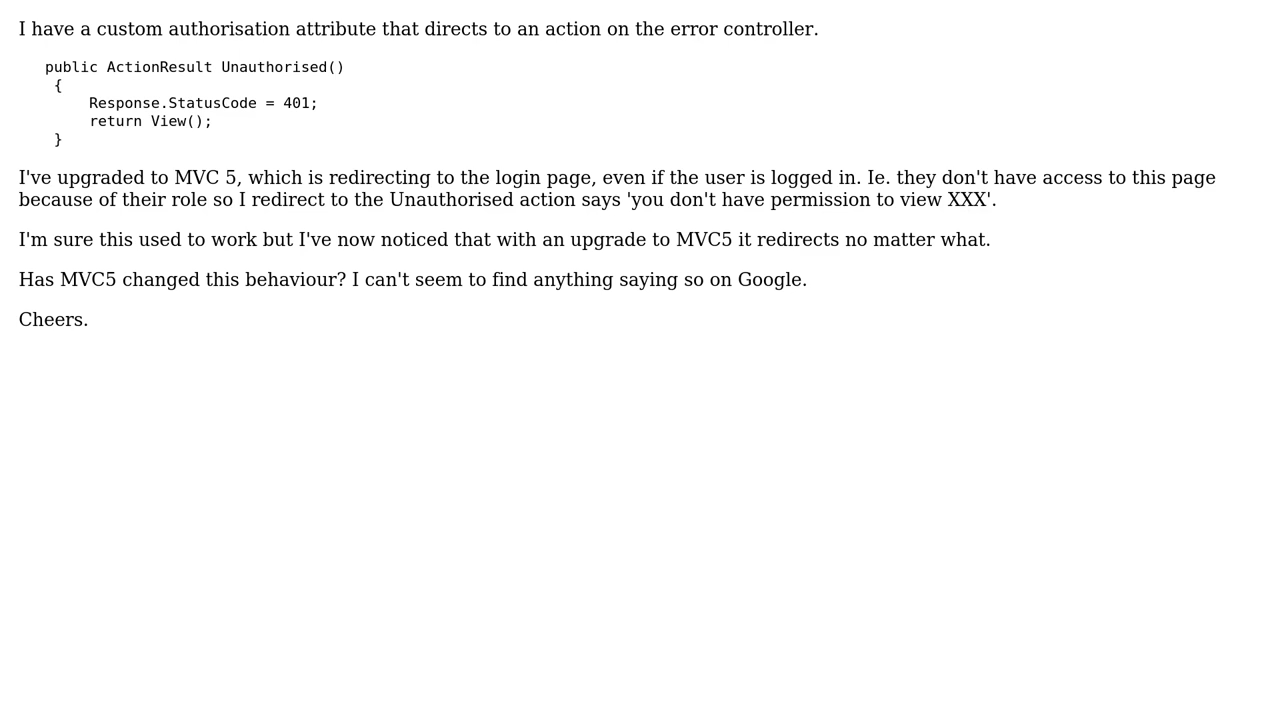 I have a custom authorisation attribute that directs to an action on the error controller.
public ActionResult Unauthorised()
{
Response.StatusCode = 401;
return View();
}
I've upgraded to MVC 5, which is redirecting to the login page, even if the user is logged in. Ie. they don't have access to this page
because of their role so I redirect to the Unauthorised action says 'you don't have permission to view XXX'.
I'm sure this used to work but I've now noticed that with an upgrade to MVC5 it redirects no matter what.
Has MVC5 changed this behaviour? I can't seem to find anything saying so on Google.
Cheers.